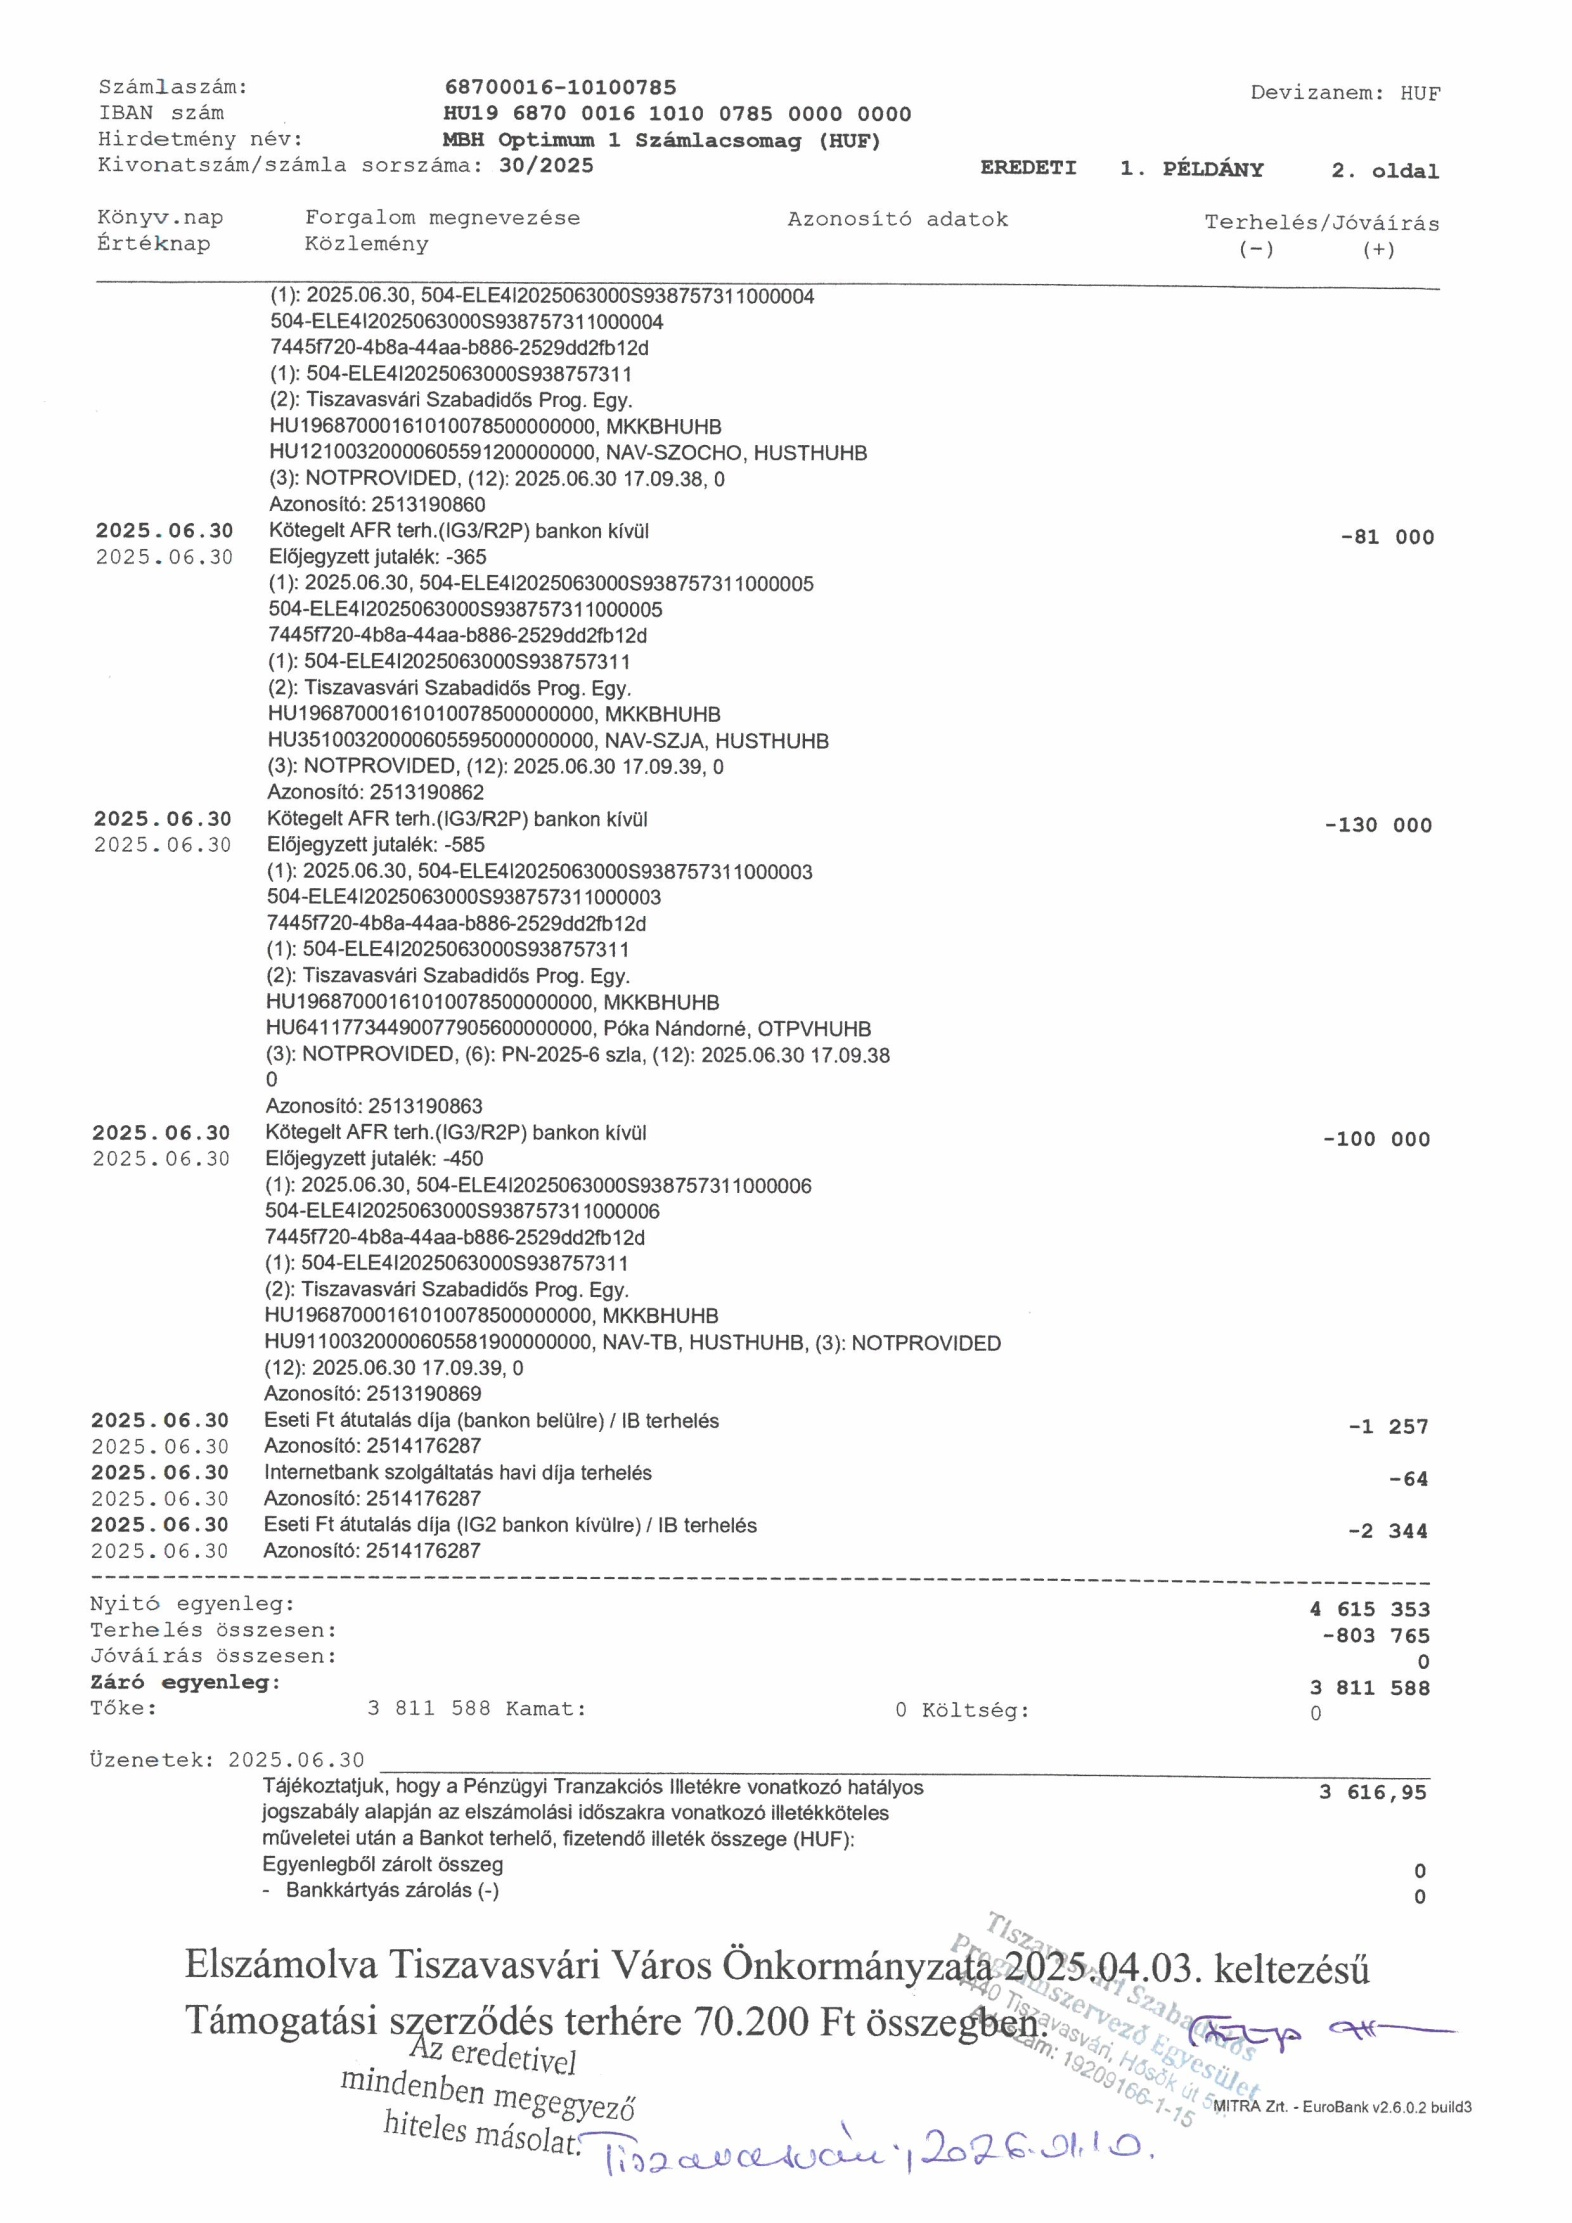 Számlaszám: 68700016-10100785 Devizanem: HUF
IBAN szám HU19 6870 0016 1010 0785 0000 0000
Hirdetmény név: MBH Optimum 1 Számlacsomag (HUF)
Kivonatszám/számla sorszáma: 30/2025 EREDETI 1. PÉLDÁNY 2. oldal
Könyv.nap Forgalom megnevezése Azonosító adatok Terhelés/Jóváírás
Értéknap Közlemény (-) (+)
(1): 2025.06.30, 504-ELE4I2025063000S938757311000004
504-ELE4I2025063000S938757311000004
7445f720-4b8a-44aa-b886-2529dd2fb12d
(1): 504-ELE4I2025063000S938757311
(2): Tiszavasvári Szabadidős Prog. Egy.
HU19687000161010078500000000, MKKBHUHB
HU12100320000605591200000000, NAV-SZOCHO, HUSTHUHB
(3): NOTPROVIDED, (12): 2025.06.30 17.09.38, 0
Azonosító: 2513190860
2025.06.30 Kötegelt AFR terh.(IG3/R2P) bankon kívül -81 000
2025.06.30 Előjegyzett jutalék: -365
(1): 2025.06.30, 504-ELE4I2025063000S938757311000005
504-ELE4I2025063000S938757311000005
7445f720-4b8a-44aa-b886-2529dd2fb12d
(1): 504-ELE4I2025063000S938757311
(2): Tiszavasvári Szabadidős Prog. Egy.
HU19687000161010078500000000, MKKBHUHB
HU35100320000605595000000000, NAV-SZJA, HUSTHUHB
(3): NOTPROVIDED, (12): 2025.06.30 17.09.39, 0
Azonosító: 2513190862
2025.06.30 Kötegelt AFR terh.(IG3/R2P) bankon kívül -130 000
2025.06.30 Előjegyzett jutalék: -585
(1): 2025.06.30, 504-ELE4I2025063000S938757311000003
504-ELE4I2025063000S938757311000003
7445f720-4b8a-44aa-b886-2529dd2fb12d
(1): 504-ELE4I2025063000S938757311
(2): Tiszavasvári Szabadidős Prog. Egy.
HU19687000161010078500000000, MKKBHUHB
HU64117734490077905600000000, Póka Nándorné, OTPVHUHB
(3): NOTPROVIDED, (6): PN-2025-6 szla, (12): 2025.06.30 17.09.38
0
Azonosító: 2513190863
2025.06.30 Kötegelt AFR terh.(IG3/R2P) bankon kívül -100 000
2025.06.30 Előjegyzett jutalék: -450
(1): 2025.06.30, 504-ELE4I2025063000S938757311000006
504-ELE4I2025063000S938757311000006
7445f720-4b8a-44aa-b886-2529dd2fb12d
(1): 504-ELE4I2025063000S938757311
(2): Tiszavasvári Szabadidős Prog. Egy.
HU19687000161010078500000000, MKKBHUHB
HU91100320000605581900000000, NAV-TB, HUSTHUHB, (3): NOTPROVIDED
(12): 2025.06.30 17.09.39, 0
Azonosító: 2513190869
2025.06.30 Eseti Ft átutalás díja (bankon belülre) / IB terhelés -1 257
2025.06.30 Azonosító: 2514176287
2025.06.30 Internetbank szolgáltatás havi díja terhelés -64
2025.06.30 Azonosító: 2514176287
2025.06.30 Eseti Ft átutalás díja (IG2 bankon kívülre) / IB terhelés -2 344
2025.06.30 Azonosító: 2514176287
Nyitó egyenleg: 4 615 353
Terhelés összesen: -803 765
Jóváírás összesen: 0
Záró egyenleg: 3 811 588
Tőke: 3 811 588 Kamat: 0 Költség: 0
Üzenetek: 2025.06.30
Tájékoztatjuk, hogy a Pénzügyi Tranzakciós Illetékre vonatkozó hatályos 3 616,95
jogszabály alapján az elszámolási időszakra vonatkozó illetékköteles
műveletei után a Bankot terhelő, fizetendő illeték összege (HUF):
Egyenlegből zárolt összeg 0
- Bankkártyás zárolás (-) 0
Elszámolva Tiszavasvári Város Önkormányzata 2025.04.03. keltezésű
Támogatási szerződés terhére 70.200 Ft összegben.
Tiszavasvári Szabadidős
Programszervező Egyesület
4440 Tiszavasvári, Hősök út 5
Adószám: 19209166-1-15
Az eredetivel
mindenben megegyező
hiteles másolat:
Tiszavasvári, 2026.01.10.
MITRA Zrt. - EuroBank v2.6.0.2 build3